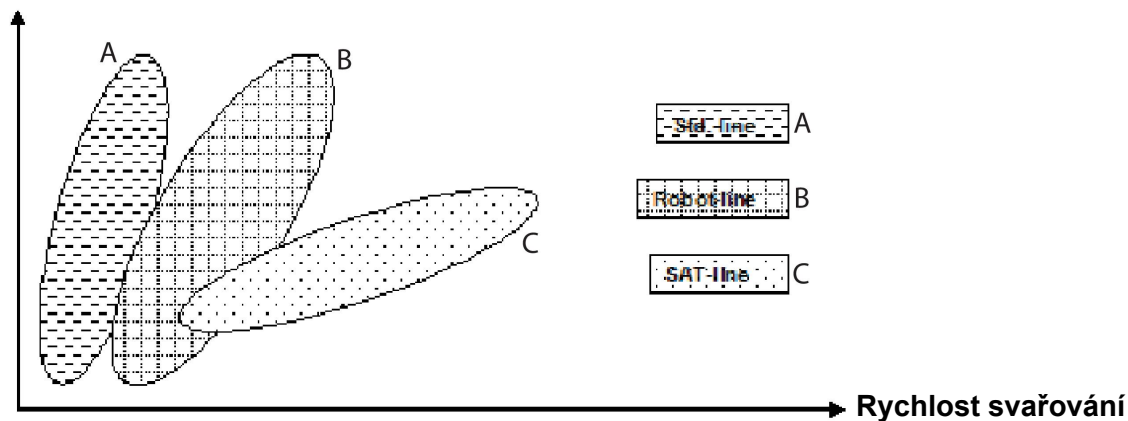 A
B
C
Std. line A
Robot-line B
SAT-line C
Rychlost svařování